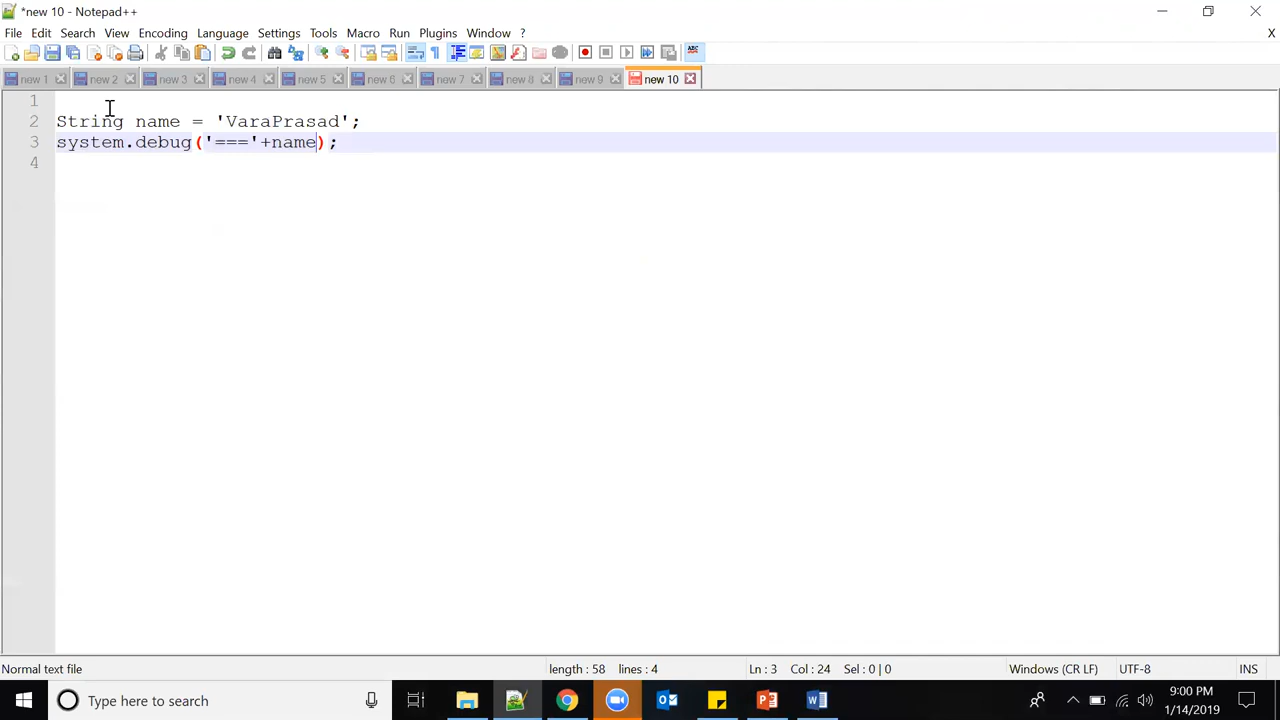 *new 10 - Notepad++
File Edit Search View Encoding Language Settings Tools Macro Run Plugins Window ? X
new 1 new 2 new 3 new 4 new 5 new 6 new 7 new 8 new 9 new 10
1
2 String name = 'VaraPrasad';
3 system.debug('==='+name);
4
Normal text file length : 58 lines : 4 Ln : 3 Col : 24 Sel : 0 | 0 Windows (CR LF) UTF-8 INS
Type here to search
9:00 PM
1/14/2019